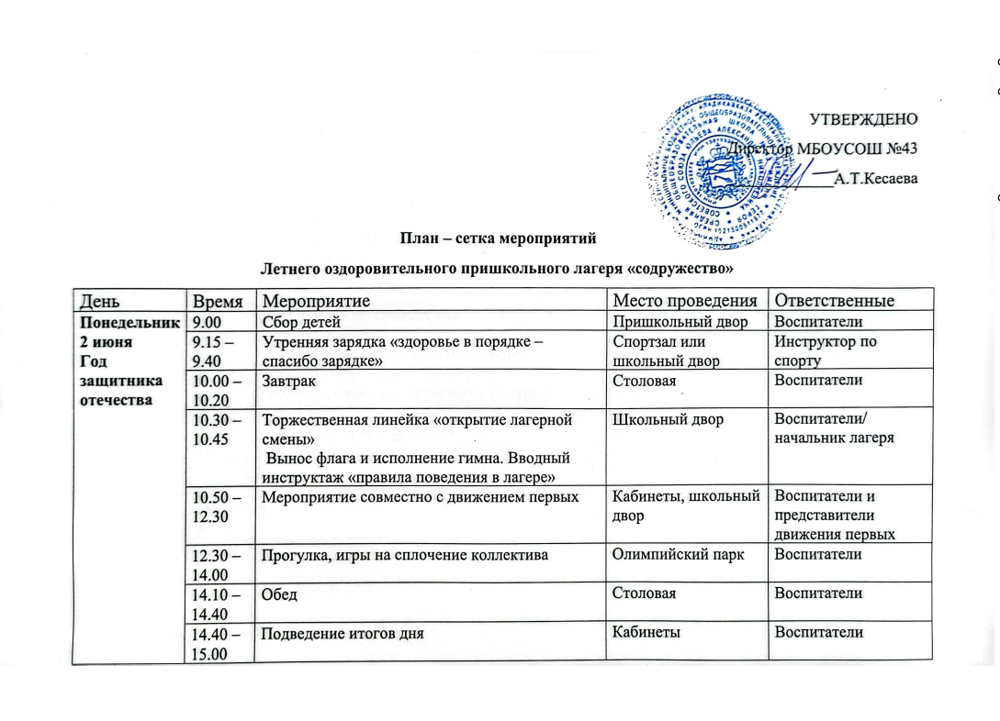 УТВЕРЖДЕНО
Директор МБОУСОШ №43
А.Т.Кесаева
План – сетка мероприятий
Летнего оздоровительного пришкольного лагеря «содружество»
День Время Мероприятие Место проведения Ответственные
Понедельник
2 июня
Год
защитника
отечества
9.00 Сбор детей Пришкольный двор Воспитатели
9.15 – Утренняя зарядка «здоровье в порядке – Спортзал или Инструктор по
9.40 спасибо зарядке» школьный двор спорту
10.00 – Завтрак Столовая Воспитатели
10.20
10.30 – Торжественная линейка «открытие лагерной Школьный двор Воспитатели/
10.45 смены» начальник лагеря
Вынос флага и исполнение гимна. Вводный
инструктаж «правила поведения в лагере»
10.50 – Мероприятие совместно с движением первых Кабинеты, школьный Воспитатели и
12.30 двор представители
движения первых
12.30 – Прогулка, игры на сплочение коллектива Олимпийский парк Воспитатели
14.00
14.10 – Обед Столовая Воспитатели
14.40
14.40 – Подведение итогов дня Кабинеты Воспитатели
15.00